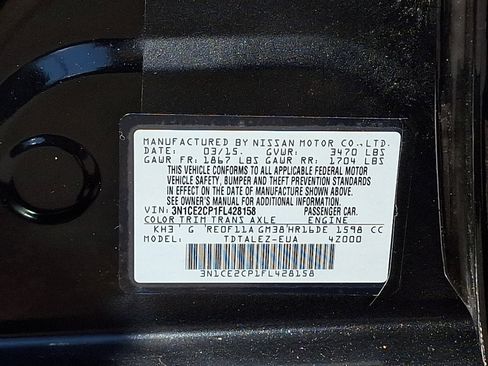 MANUFACTURED BY NISSAN MOTOR CO.,LTD.
DATE: 03/15. GVWR: 3470 LBS
GAWR FR: 1867 LBS GAWR RR: 1704 LBS
THIS VEHICLE CONFORMS TO ALL APPLICABLE FEDERAL MOTOR
VEHICLE SAFETY, BUMPER AND THEFT PREVENTION STANDARDS
IN EFFECT ON THE DATE OF MANUFACTURE SHOWN ABOVE.
SEE OWNER'S MANUAL FOR ADDITIONAL INFORMATION
VIN: 3N1CE2CP1FL428158 PASSENGER CAR.
COLOR TRIM TRANS AXLE ENGINE
KH3 G RE0F11A GM38 HR16DE 1598 CC
MODEL: TDTALEZ-EUA 4Z000
3N1CE2CP1FL428158